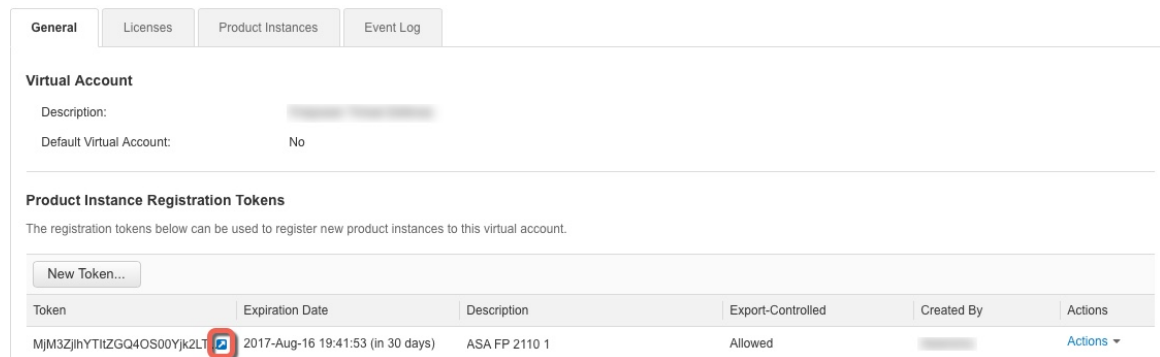 General Licenses Product Instances Event Log
Virtual Account
Description:
Default Virtual Account: No
Product Instance Registration Tokens
The registration tokens below can be used to register new product instances to this virtual account.
New Token...
Token Expiration Date Description Export-Controlled Created By Actions
MjM3ZjlhYTItZGQ4OS00Yjk2LT 2017-Aug-16 19:41:53 (in 30 days) ASA FP 2110 1 Allowed Actions